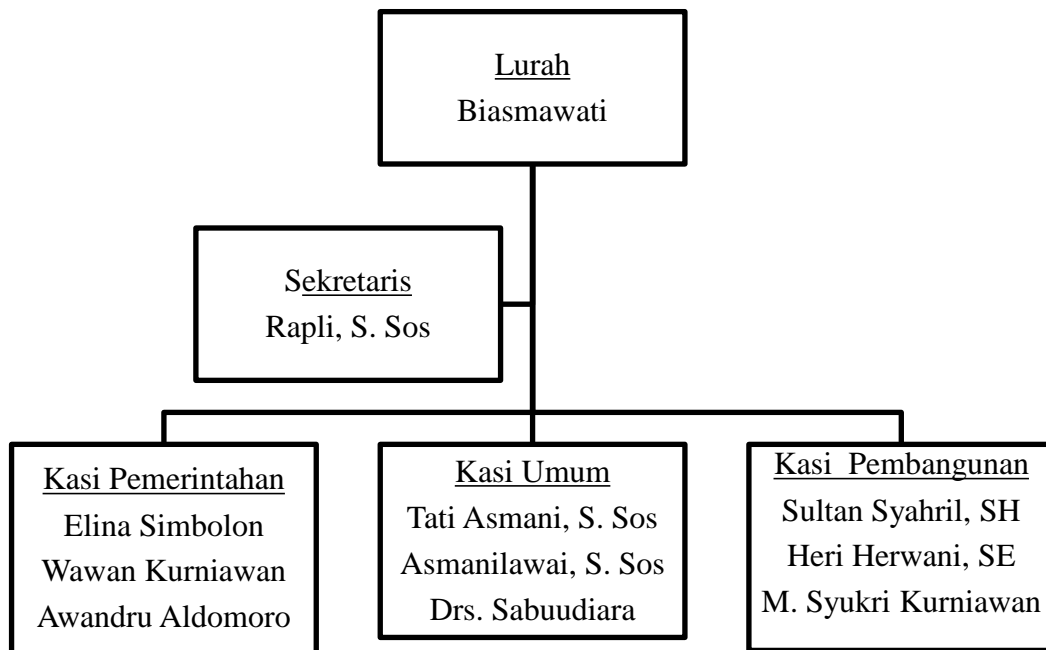 Lurah
Biasmawati
Sekretaris
Rapli, S. Sos
Kasi Pemerintahan
Elina Simbolon
Wawan Kurniawan
Awandru Aldomoro
Kasi Umum
Tati Asmani, S. Sos
Asmanilawai, S. Sos
Drs. Sabuudiara
Kasi  Pembangunan
Sultan Syahril, SH
Heri Herwani, SE
M. Syukri Kurniawan